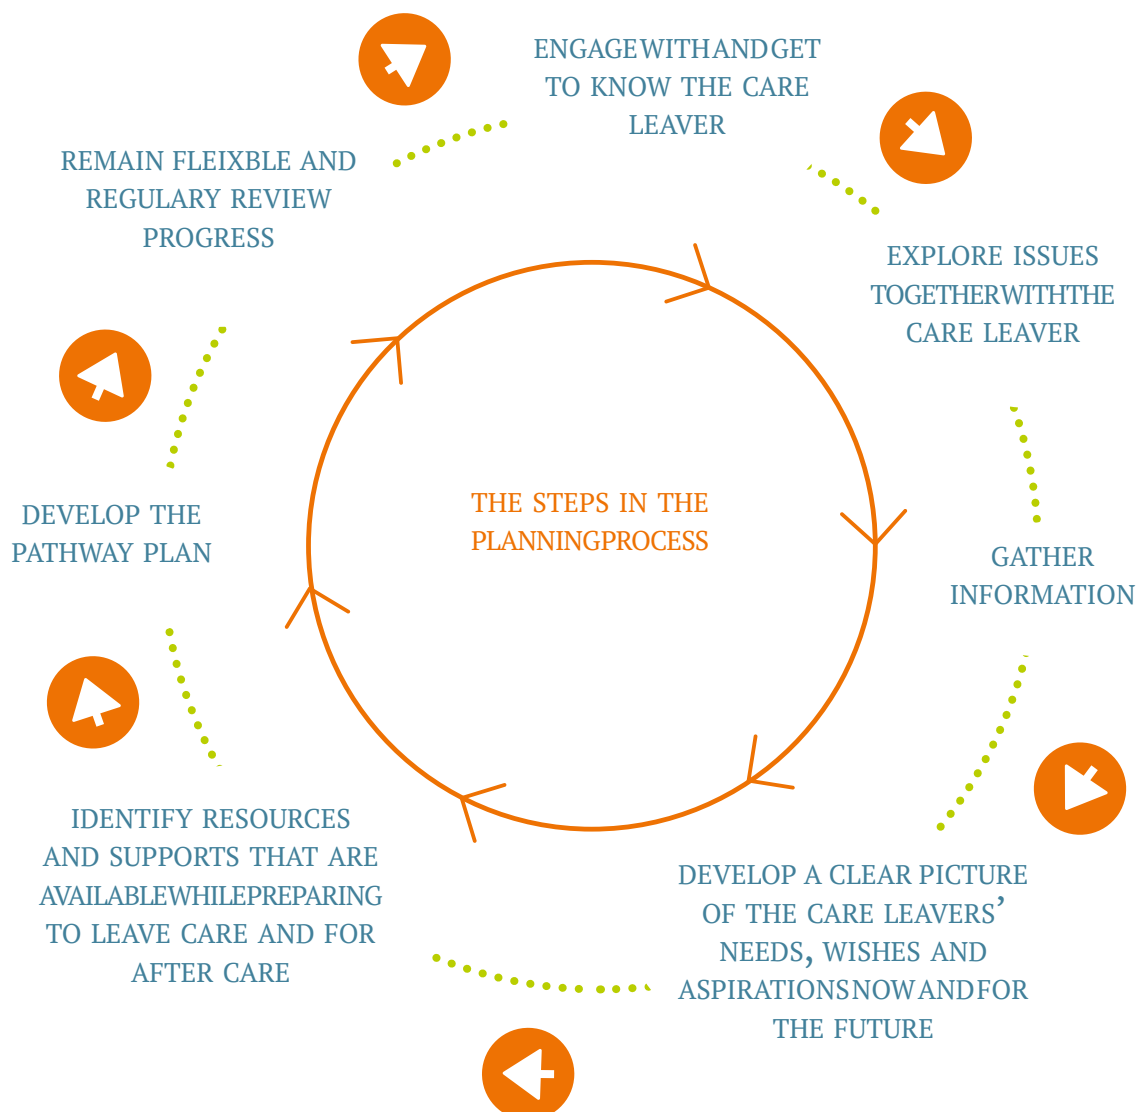 ENGAGEWITHANDGET
TO KNOW THE CARE
LEAVER
EXPLORE ISSUES
TOGETHERWITHTHE
CARE LEAVER
GATHER
INFORMATION
DEVELOP A CLEAR PICTURE
OF THE CARE LEAVERS’
NEEDS, WISHES AND
ASPIRATIONSNOWANDFOR
THE FUTURE
IDENTIFY RESOURCES
AND SUPPORTS THAT ARE
AVAILABLEWHILEPREPARING
TO LEAVE CARE AND FOR
AFTER CARE
DEVELOP THE
PATHWAY PLAN
REMAIN FLEIXBLE AND
REGULARY REVIEW
PROGRESS
THE STEPS IN THE
PLANNINGPROCESS